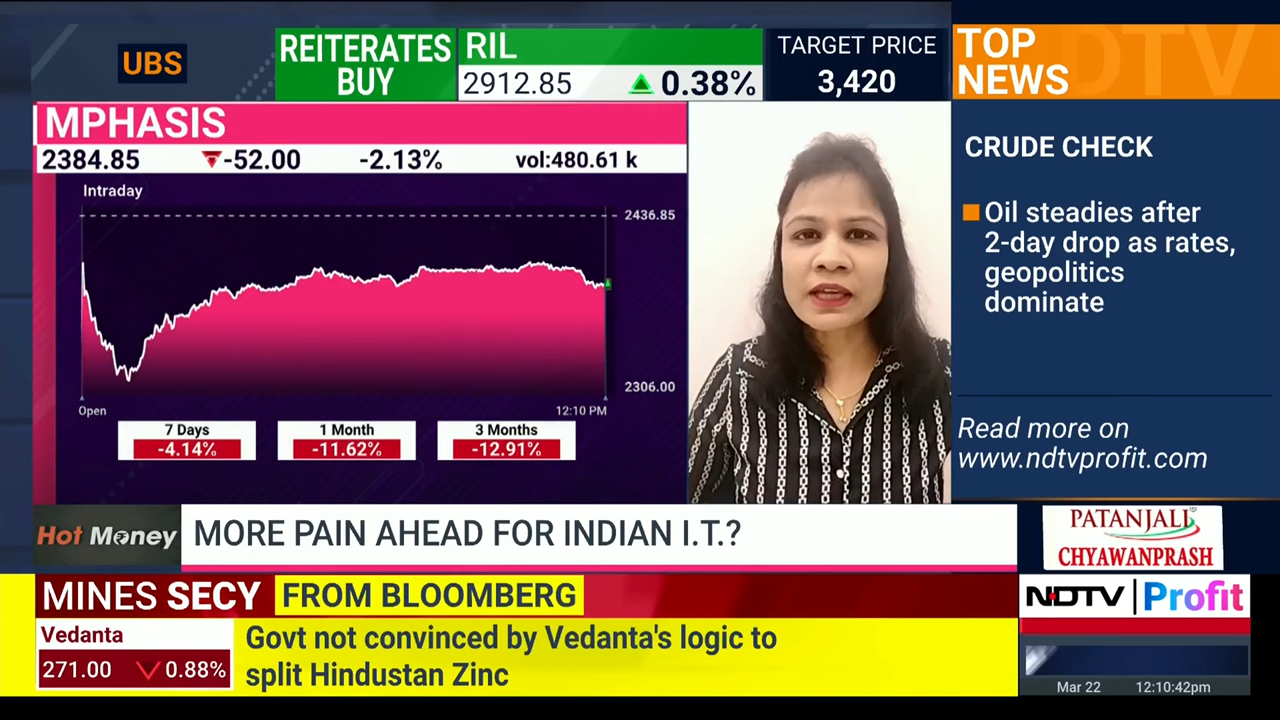 UBS
REITERATES
BUY
RIL
2912.85 ▲ 0.38%
TARGET PRICE
3,420
TOP
NEWS
MPHASIS
2384.85 ▼-52.00 -2.13% vol:480.61 k
Intraday
2436.85
2306.00
Open 12:10 PM
7 Days
-4.14%
1 Month
-11.62%
3 Months
-12.91%
CRUDE CHECK
Oil steadies after
2-day drop as rates,
geopolitics
dominate
Read more on
www.ndtvprofit.com
Hot Money
MORE PAIN AHEAD FOR INDIAN I.T.?
PATANJALI
CHYAWANPRASH
MINES SECY FROM BLOOMBERG
Vedanta
271.00 0.88%
Govt not convinced by Vedanta's logic to
split Hindustan Zinc
NDTV Profit
Mar 22 12:10:42pm